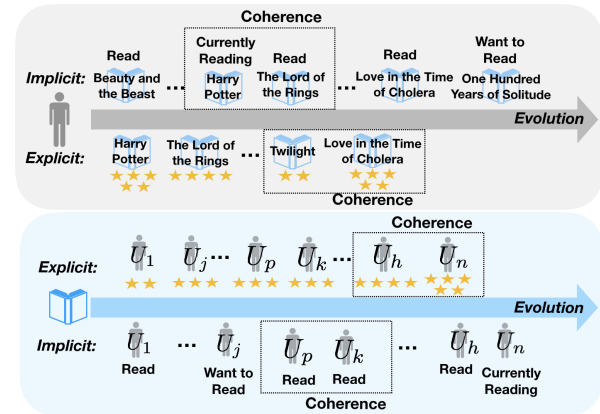 Coherence
Read
Currently
Reading
Read
Read
Want to
Read
Implicit:
Beauty and
the Beast
...
Harry
Potter
The Lord of
the Rings
...
Love in the Time
of Cholera
One Hundred
Years of Solitude
Evolution
Explicit:
Harry
Potter
The Lord of
the Rings
...
Twilight
Love in the Time
of Cholera
Coherence
Coherence
Explicit:
U1
Uj
...
Up
Uk
...
Uh
Un
Evolution
Implicit:
U1
...
Uj
Up
Uk
...
Uh
Un
Read
Want to
Read
Read
Read
Read
Currently
Reading
Coherence